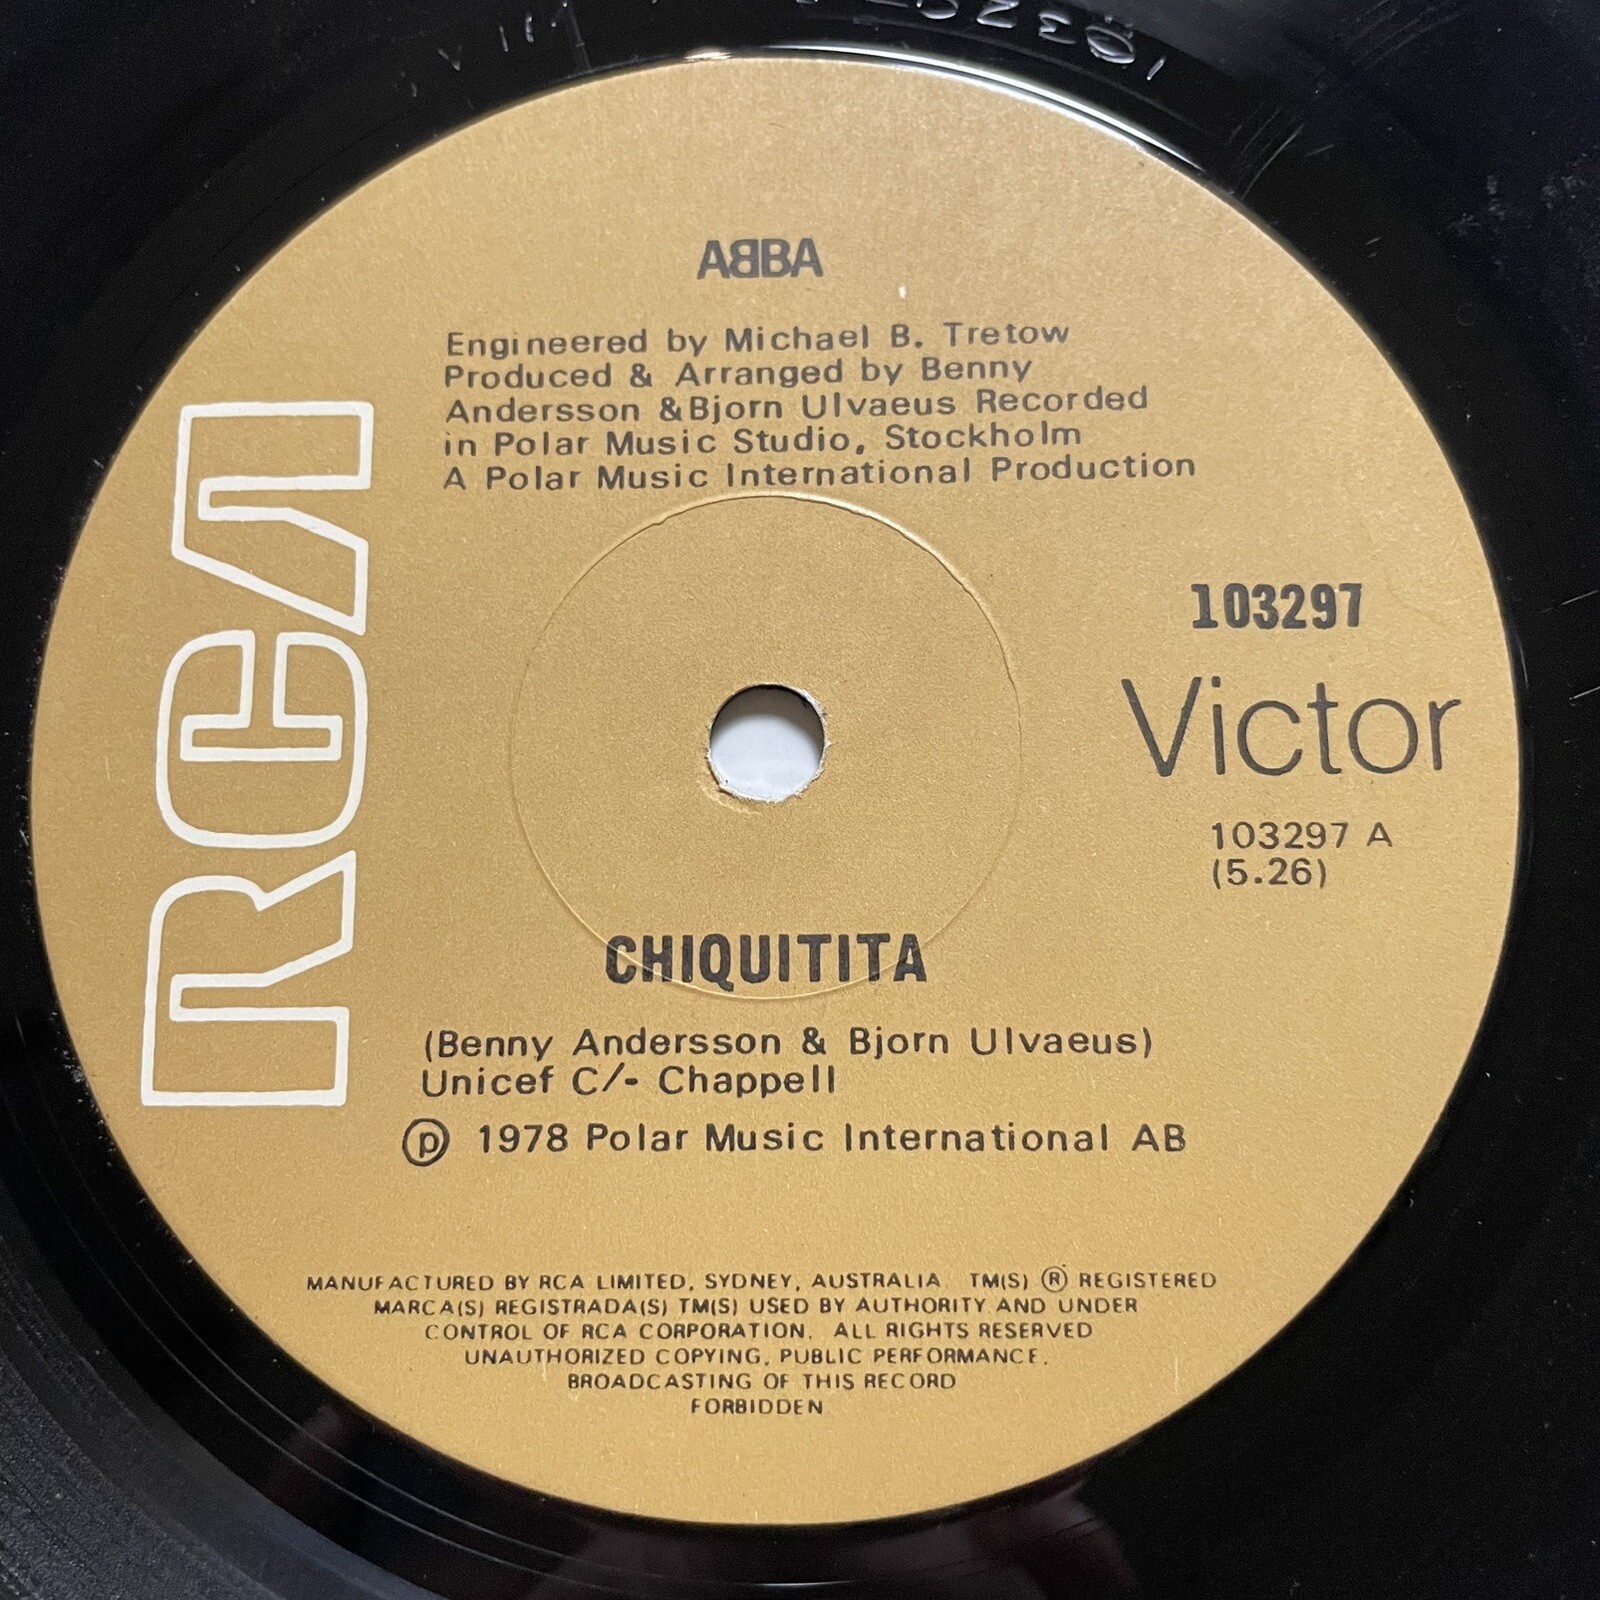 ABBA
Engineered by Michael B. Tretow
Produced & Arranged by Benny
Andersson & Bjorn Ulvaeus Recorded
in Polar Music Studio, Stockholm
A Polar Music International Production
RCA
103297
Victor
103297 A
(5.26)
CHIQUITITA
(Benny Andersson & Bjorn Ulvaeus)
Unicef C/- Chappell
℗ 1978 Polar Music International AB
MANUFACTURED BY RCA LIMITED, SYDNEY, AUSTRALIA TM(S) ® REGISTERED
MARCA(S) REGISTRADA(S) TM(S) USED BY AUTHORITY AND UNDER
CONTROL OF RCA CORPORATION. ALL RIGHTS RESERVED
UNAUTHORIZED COPYING, PUBLIC PERFORMANCE,
BROADCASTING OF THIS RECORD
FORBIDDEN